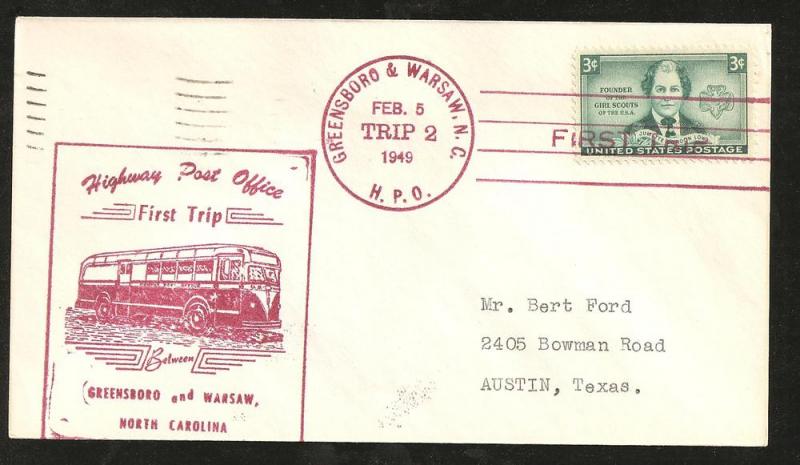 GREENSBORO & WARSAW, N.C.
FEB. 5
TRIP 2
1949
H. P. O.
3¢ 3¢
FOUNDER
OF THE
GIRL SCOUTS
OF THE U.S.A.
FIRST
UNITED STATES POSTAGE
Highway Post Office
First Trip
Between
GREENSBORO and WARSAW,
NORTH CAROLINA
Mr. Bert Ford
2405 Bowman Road
AUSTIN, Texas.